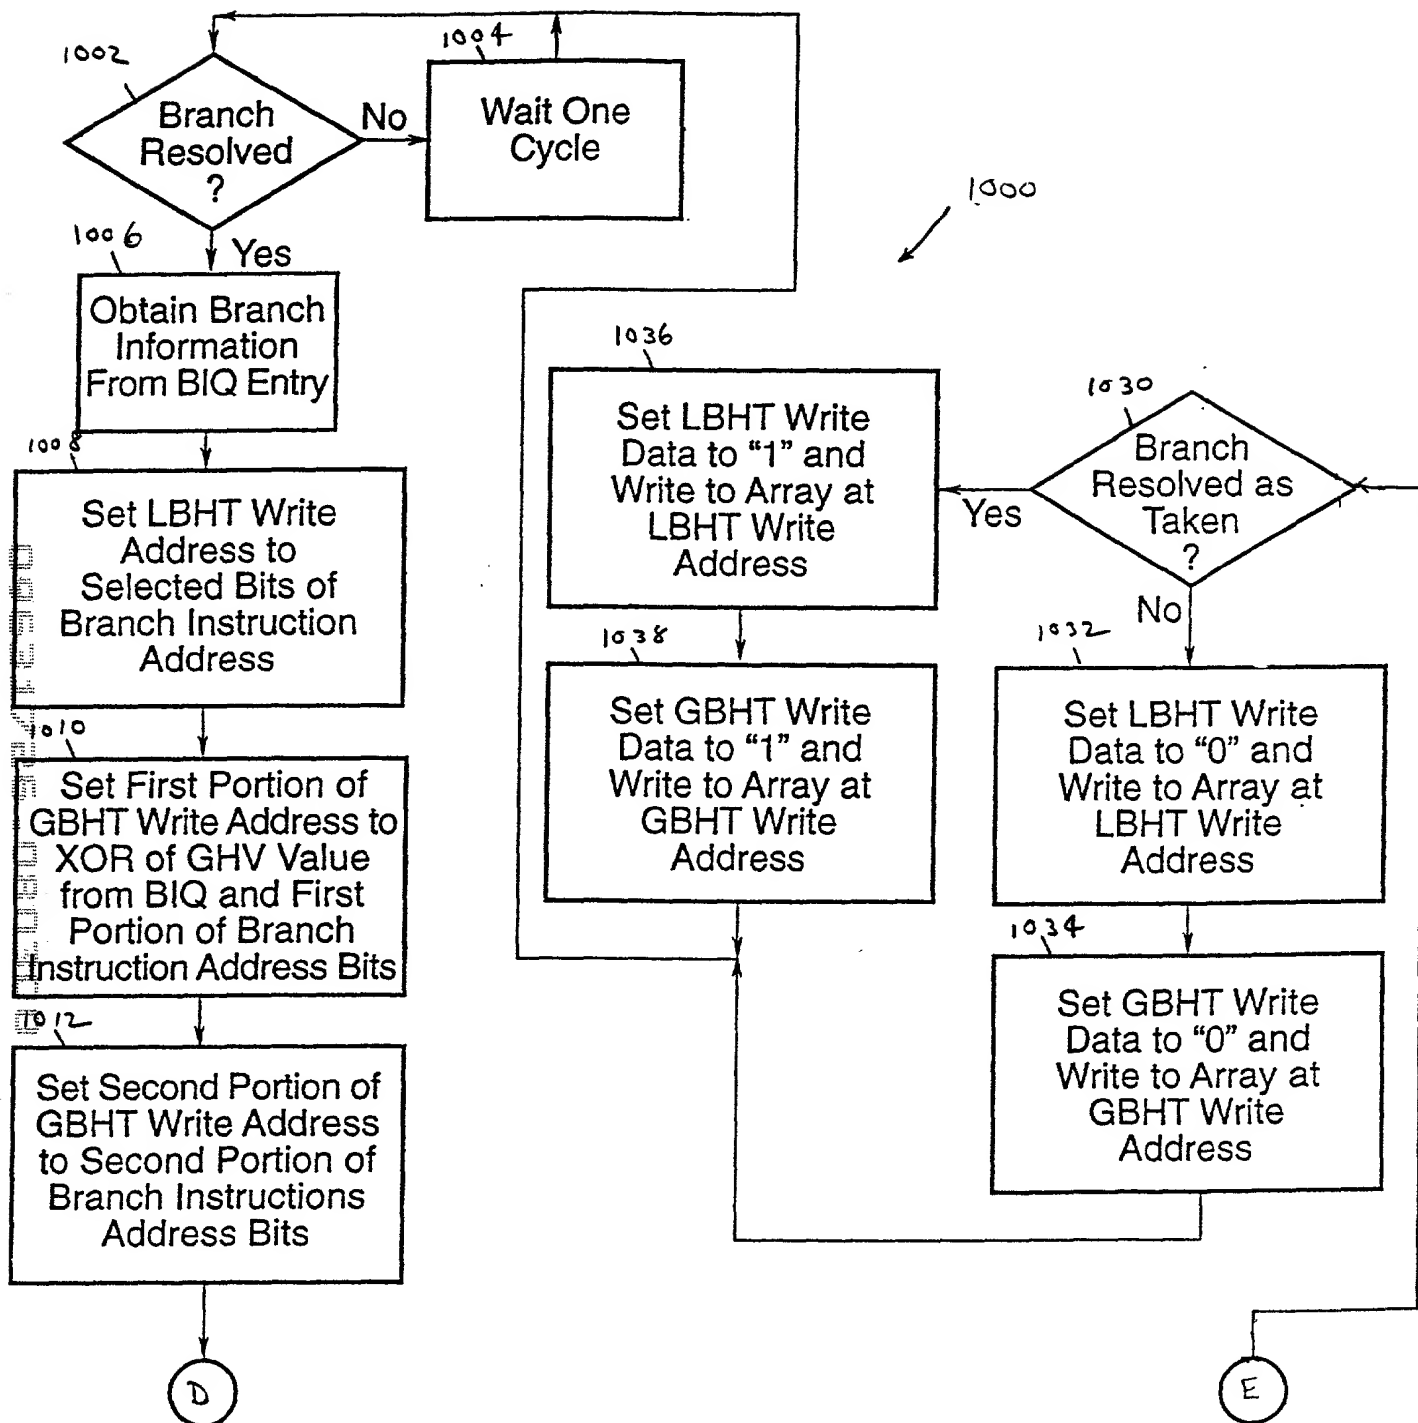 1002
Branch
Resolved
?
No
Yes
1004
Wait One
Cycle
1000
1006
Obtain Branch
Information
From BIQ Entry
1008
Set LBHT Write
Address to
Selected Bits of
Branch Instruction
Address
1010
Set First Portion of
GBHT Write Address to
XOR of GHV Value
from BIQ and First
Portion of Branch
Instruction Address Bits
1012
Set Second Portion of
GBHT Write Address
to Second Portion of
Branch Instructions
Address Bits
D
1036
Set LBHT Write
Data to “1” and
Write to Array at
LBHT Write
Address
1038
Set GBHT Write
Data to “1” and
Write to Array at
GBHT Write
Address
1030
Branch
Resolved as
Taken
?
Yes
No
1032
Set LBHT Write
Data to “0” and
Write to Array at
LBHT Write
Address
1034
Set GBHT Write
Data to “0” and
Write to Array at
GBHT Write
Address
E